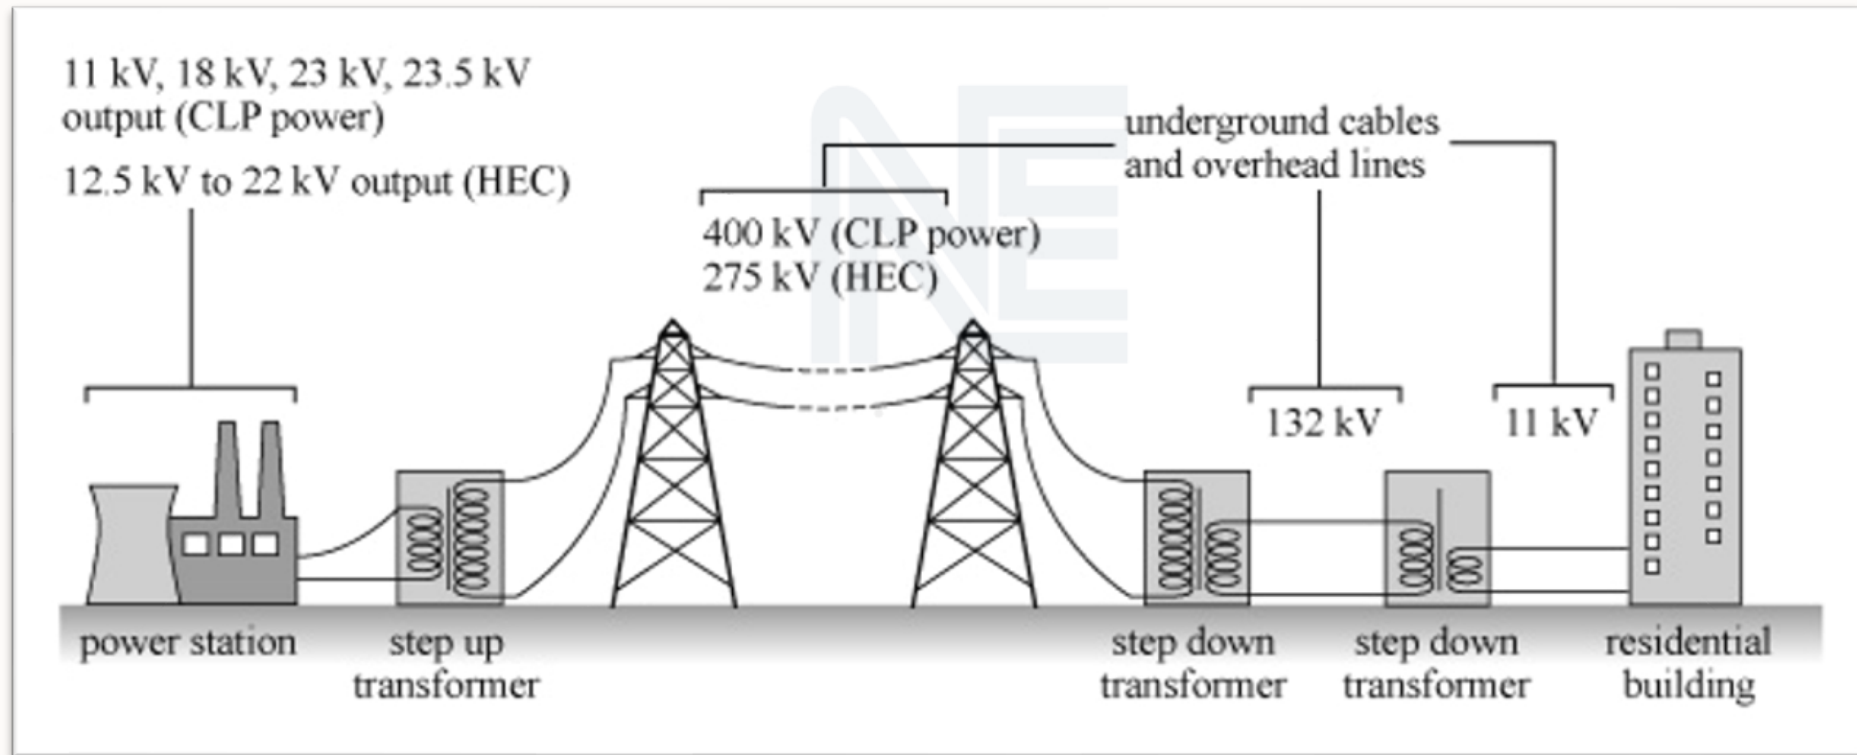 11 kV, 18 kV, 23 kV, 23.5 kV
output (CLP power)
12.5 kV to 22 kV output (HEC)
underground cables
and overhead lines
400 kV (CLP power)
275 kV (HEC)
132 kV
11 kV
power station
step up
transformer
step down
transformer
step down
transformer
residential
building
NE